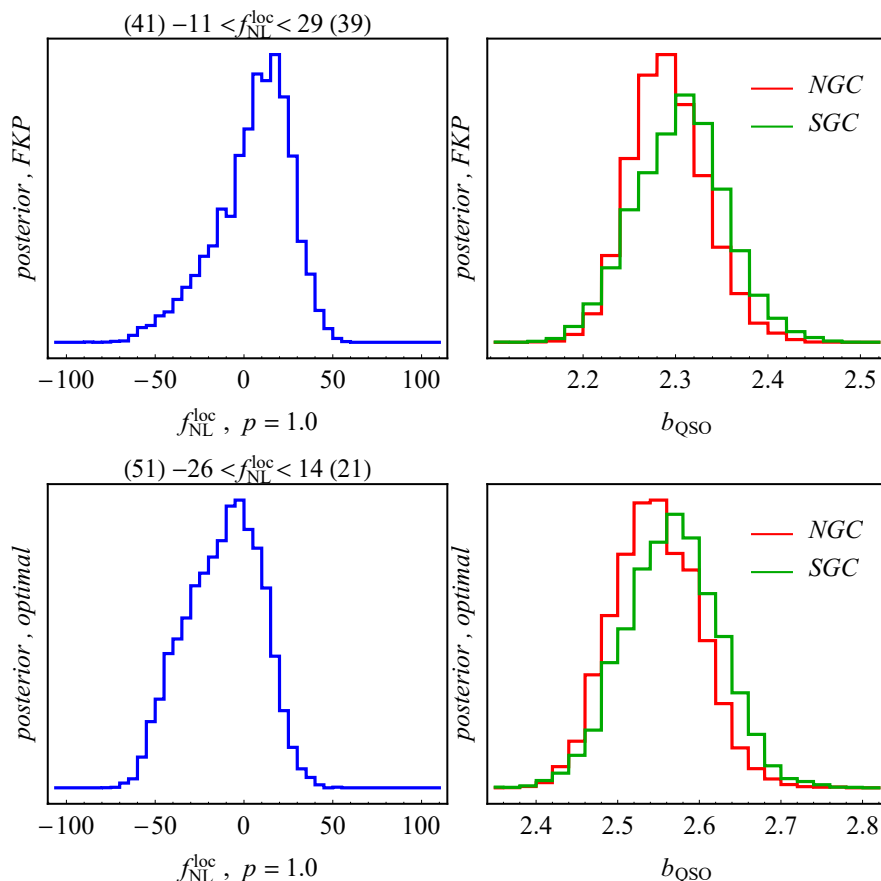 (41) −11 < f_NL^loc < 29 (39)
posterior , FKP
−100 −50 0 50 100
f_NL^loc , p = 1.0
posterior , FKP
NGC
SGC
2.2 2.3 2.4 2.5
b_QSO
(51) −26 < f_NL^loc < 14 (21)
posterior , optimal
−100 −50 0 50 100
f_NL^loc , p = 1.0
posterior , optimal
NGC
SGC
2.4 2.5 2.6 2.7 2.8
b_QSO